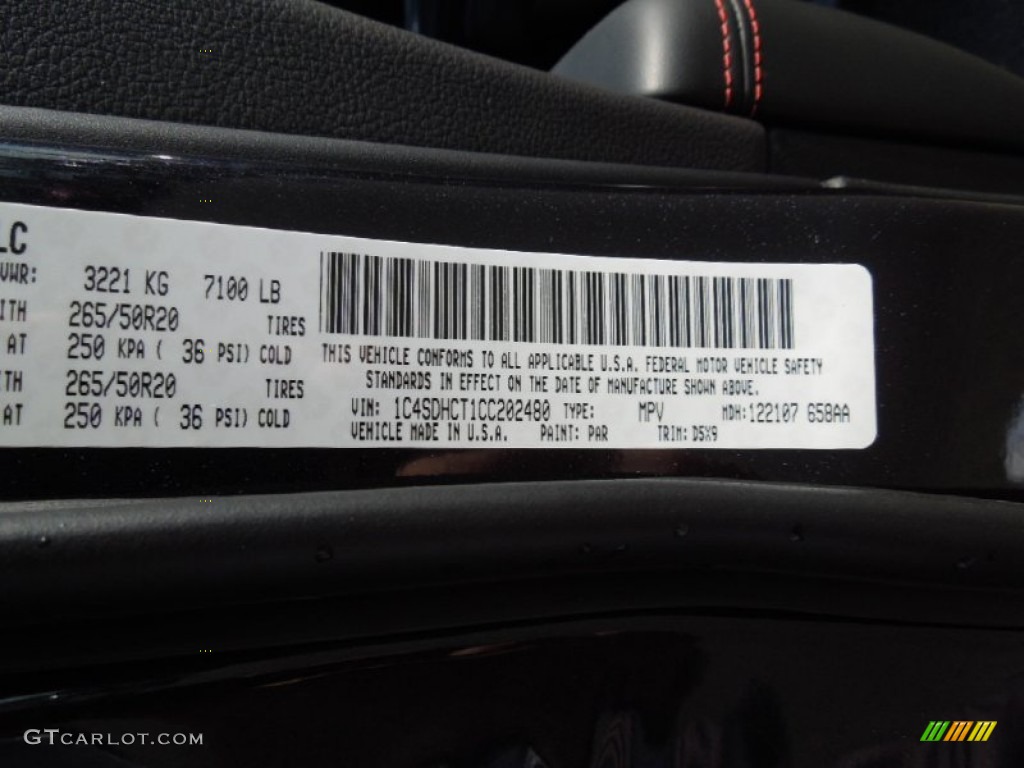 LC
VWR: 3221 KG 7100 LB
ITH 265/50R20 TIRES
AT 250 KPA ( 36 PSI) COLD
ITH 265/50R20 TIRES
AT 250 KPA ( 36 PSI) COLD
THIS VEHICLE CONFORMS TO ALL APPLICABLE U.S.A. FEDERAL MOTOR VEHICLE SAFETY
STANDARDS IN EFFECT ON THE DATE OF MANUFACTURE SHOWN ABOVE.
VIN: 1C4SDHCT1CC202480 TYPE: MPV MDH:122107 658AA
VEHICLE MADE IN U.S.A. PAINT: PAR TRIM: D5X9
GTCARLOT.COM